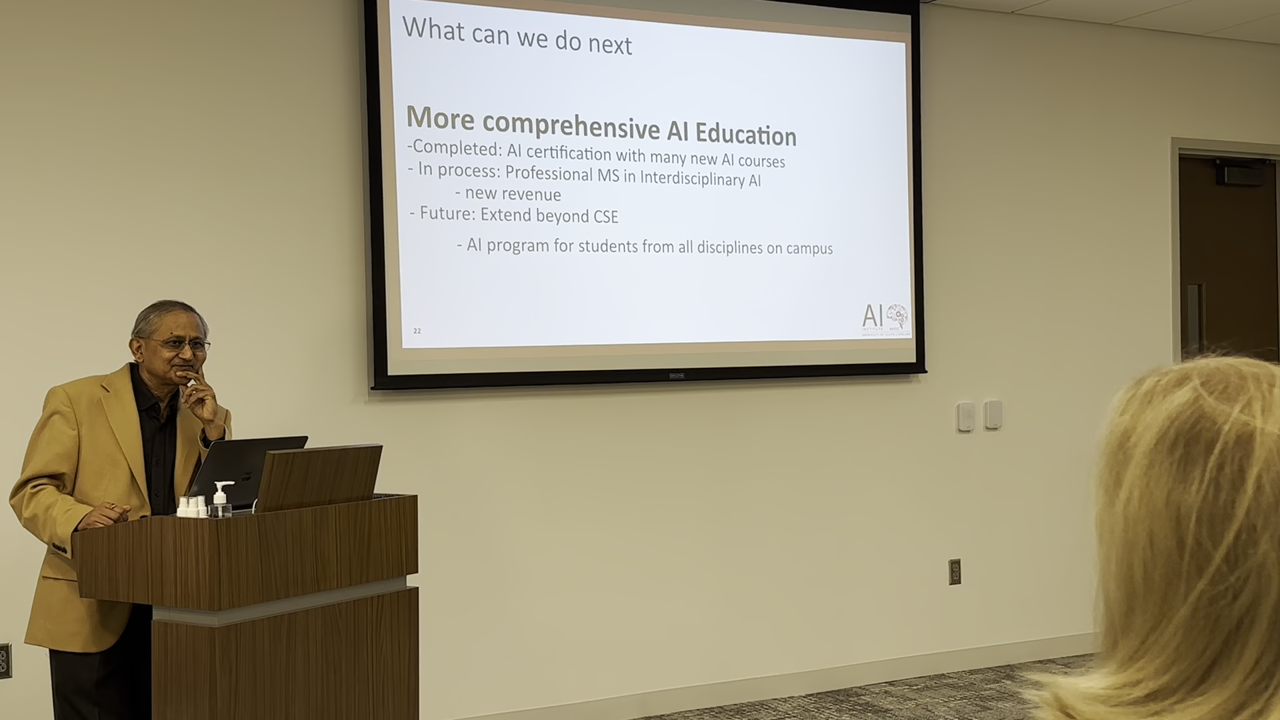 What can we do next
More comprehensive AI Education
-Completed: AI certification with many new AI courses
- In process: Professional MS in Interdisciplinary AI
- new revenue
- Future: Extend beyond CSE
- AI program for students from all disciplines on campus
22
AI